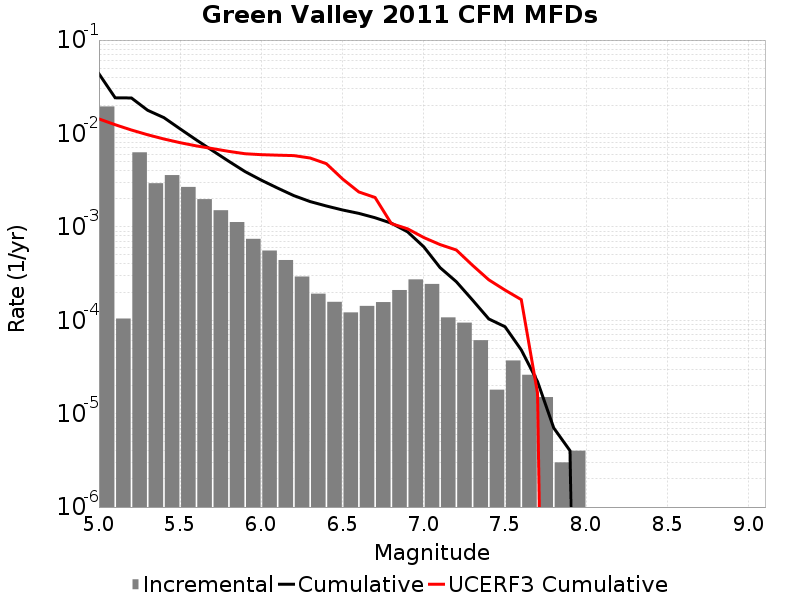 Green Valley 2011 CFM MFDs
10-1
10-2
10-3
10-4
10-5
10-6
Rate (1/yr)
5.0 5.5 6.0 6.5 7.0 7.5 8.0 8.5 9.0
Magnitude
Incremental Cumulative UCERF3 Cumulative